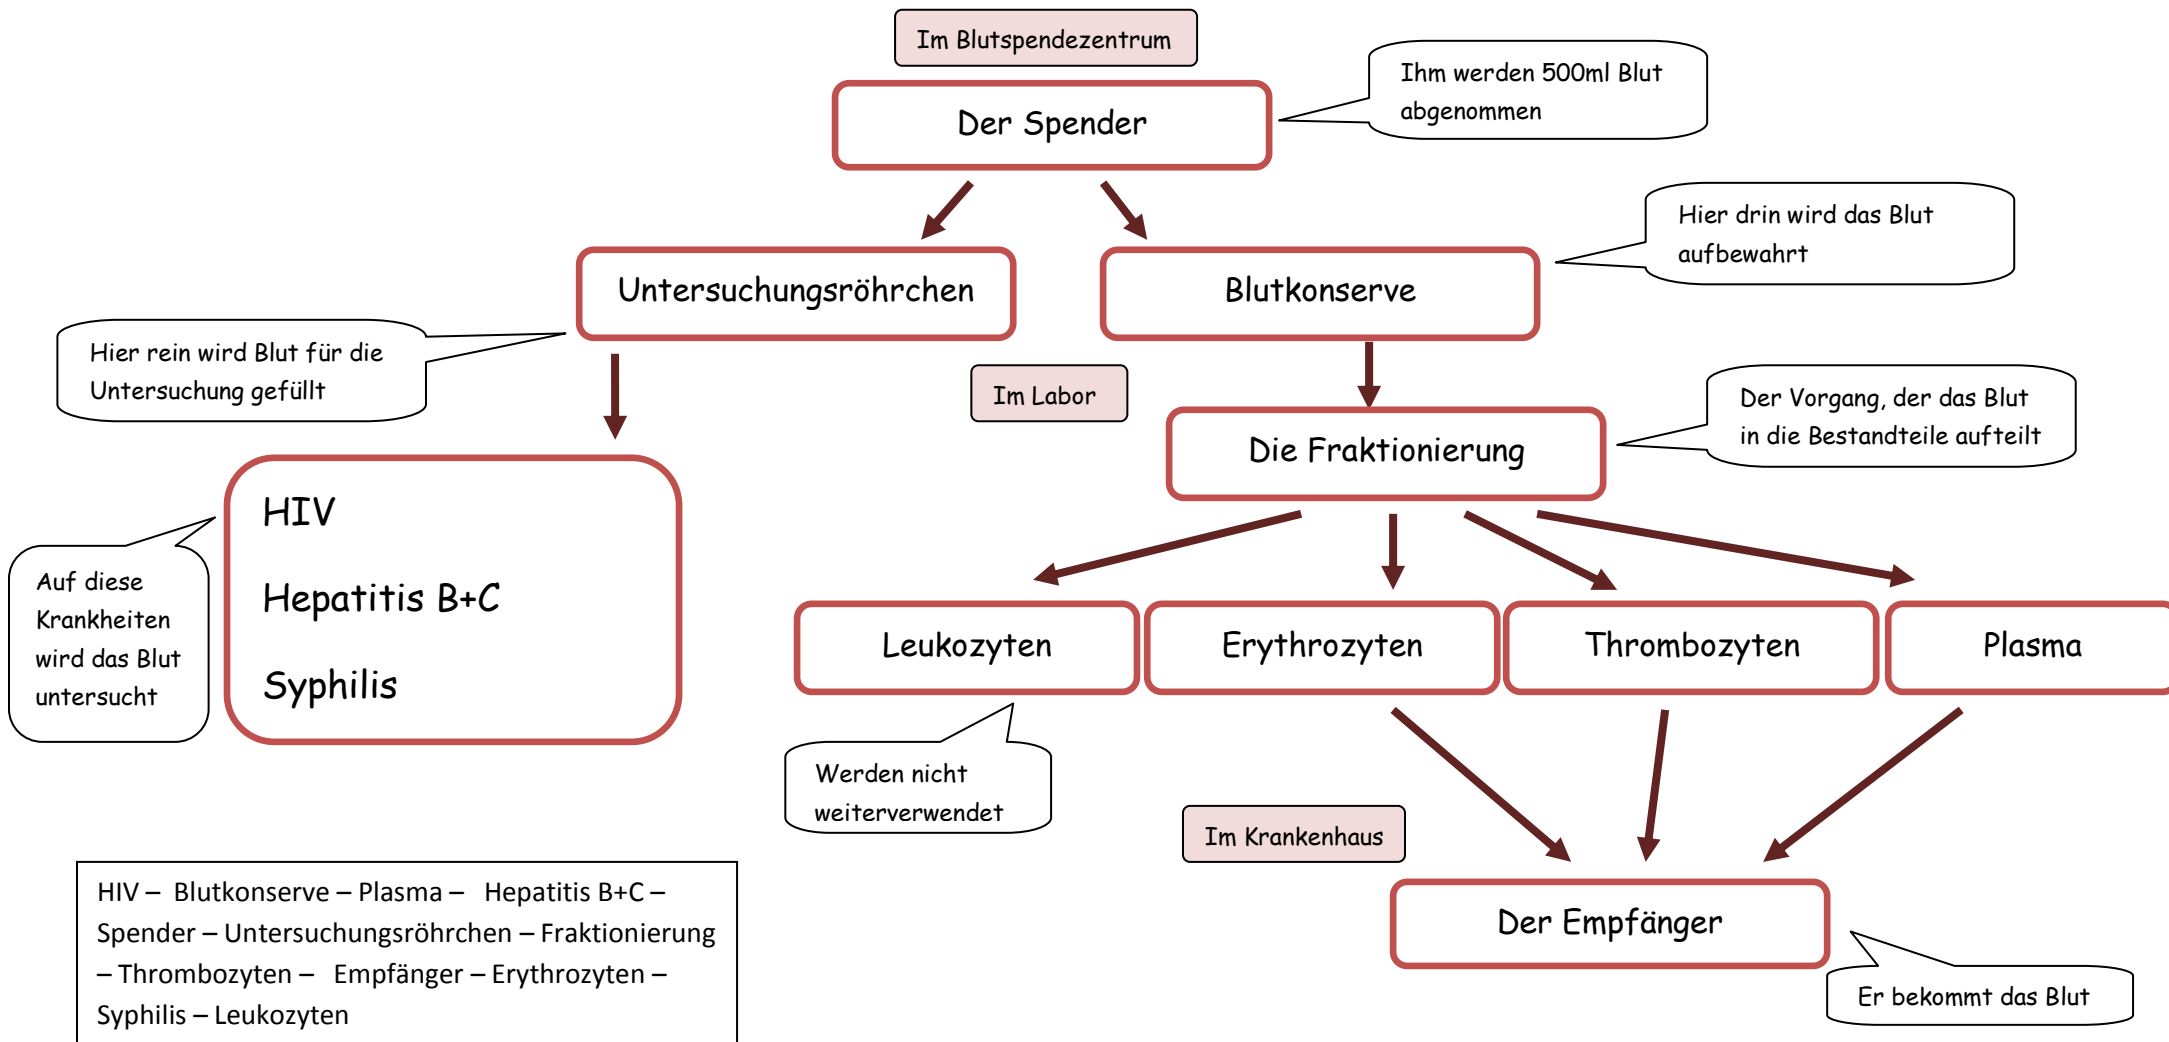 Im Blutspendezentrum
Ihm werden 500ml Blut
abgenommen
Der Spender
Hier drin wird das Blut
aufbewahrt
Untersuchungsröhrchen
Blutkonserve
Hier rein wird Blut für die
Untersuchung gefüllt
Im Labor
Der Vorgang, der das Blut
in die Bestandteile aufteilt
Die Fraktionierung
HIV
Hepatitis B+C
Syphilis
Auf diese
Krankheiten
wird das Blut
untersucht
Leukozyten
Erythrozyten
Thrombozyten
Plasma
Werden nicht
weiterverwendet
Im Krankenhaus
Der Empfänger
Er bekommt das Blut
HIV – Blutkonserve – Plasma – Hepatitis B+C –
Spender – Untersuchungsröhrchen – Fraktionierung
– Thrombozyten – Empfänger – Erythrozyten –
Syphilis – Leukozyten